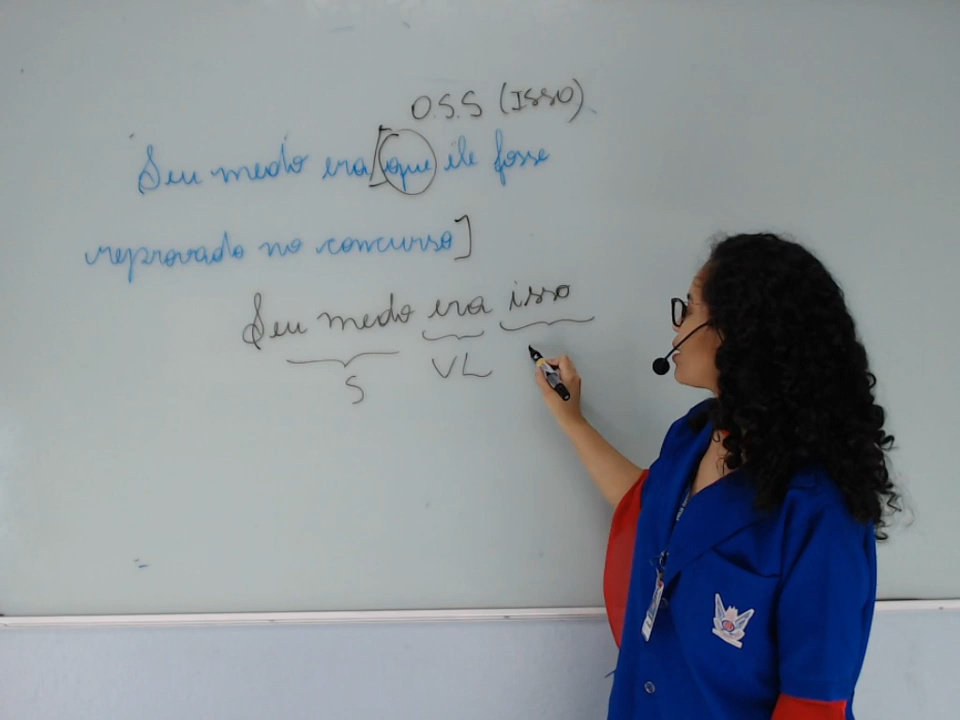 O.S.S (ISSO)
Seu medo era [que ele fosse
reprovado no concurso]
Seu medo era isso
S VL